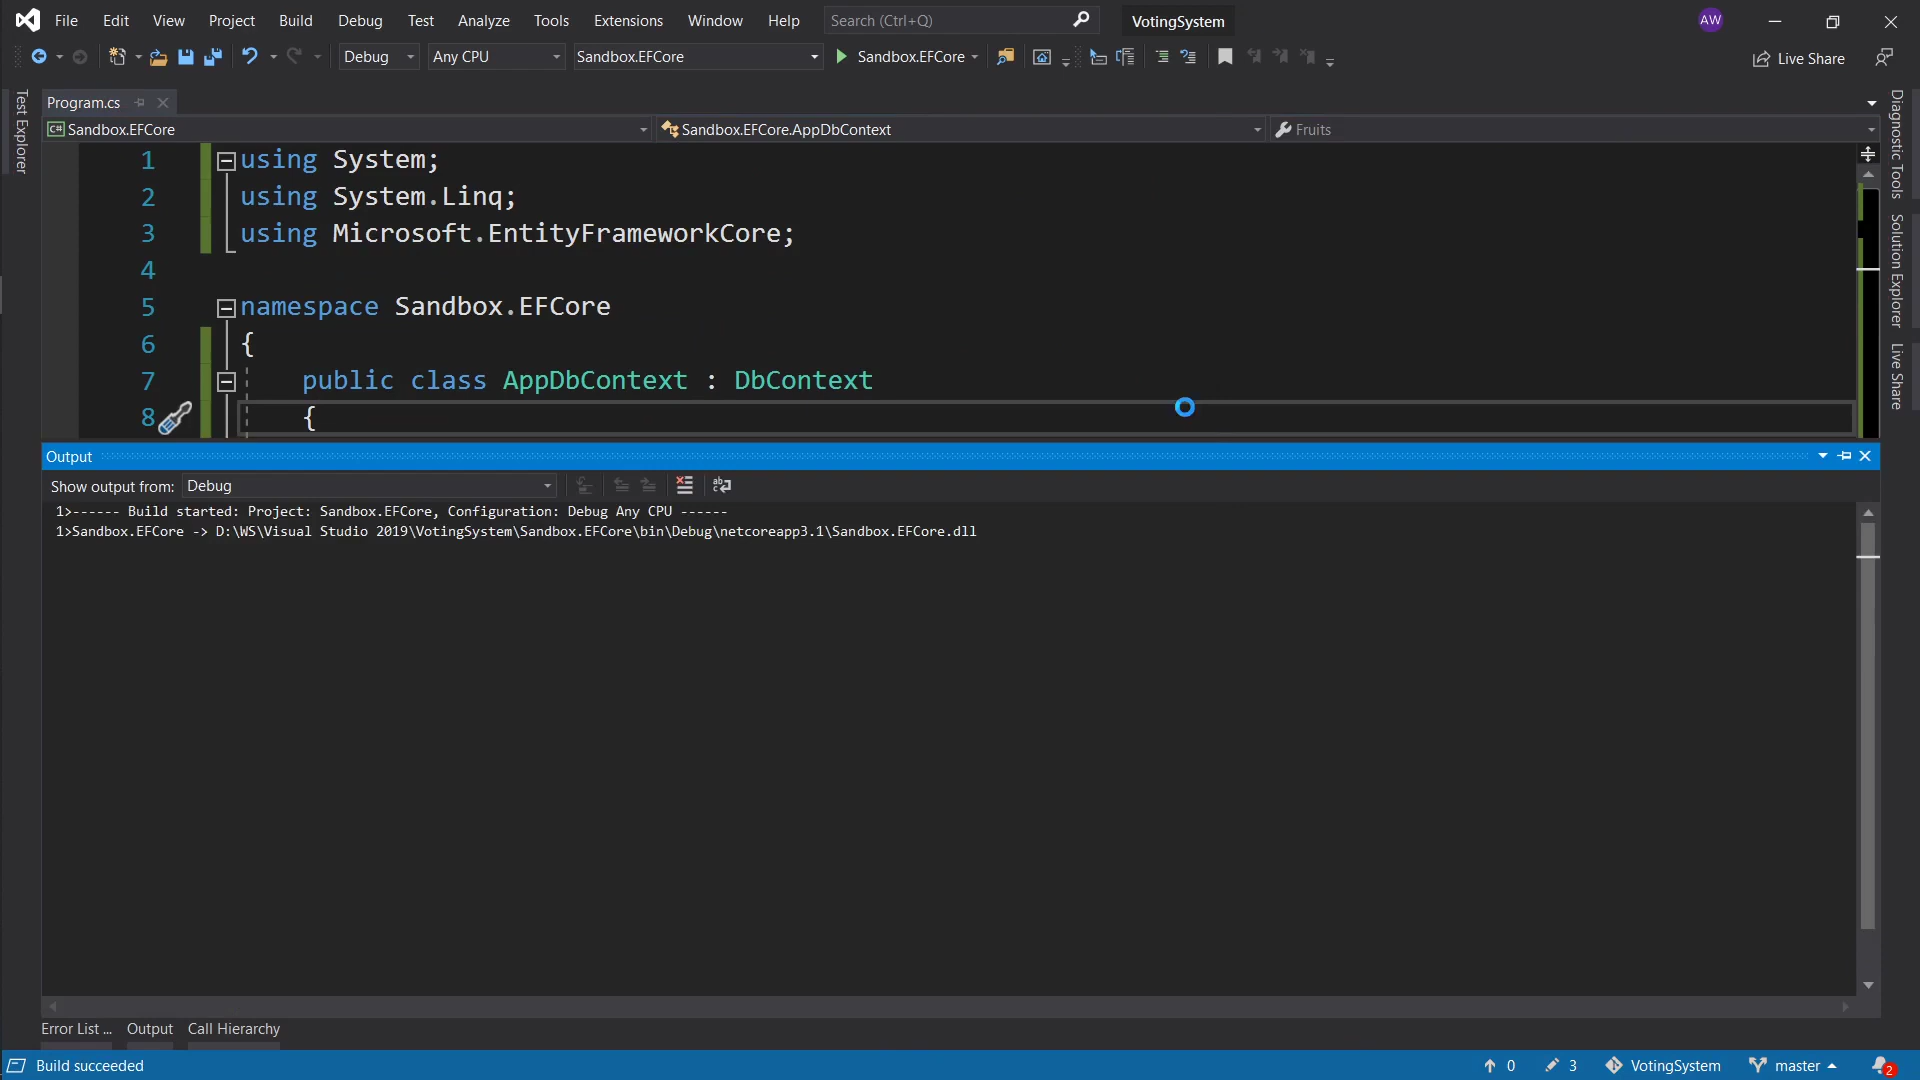 File Edit View Project Build Debug Test Analyze Tools Extensions Window Help Search (Ctrl+Q) VotingSystem AW
Debug Any CPU Sandbox.EFCore Sandbox.EFCore Live Share
Test Explorer
Program.cs
Sandbox.EFCore Sandbox.EFCore.AppDbContext Fruits
1 using System;
2 using System.Linq;
3 using Microsoft.EntityFrameworkCore;
4
5 namespace Sandbox.EFCore
6 {
7 public class AppDbContext : DbContext
8 {
Diagnostic Tools
Solution Explorer
Live Share
Output
Show output from: Debug
1>------ Build started: Project: Sandbox.EFCore, Configuration: Debug Any CPU ------
1>Sandbox.EFCore -> D:\WS\Visual Studio 2019\VotingSystem\Sandbox.EFCore\bin\Debug\netcoreapp3.1\Sandbox.EFCore.dll
Error List ... Output Call Hierarchy
Build succeeded 0 3 VotingSystem master 2